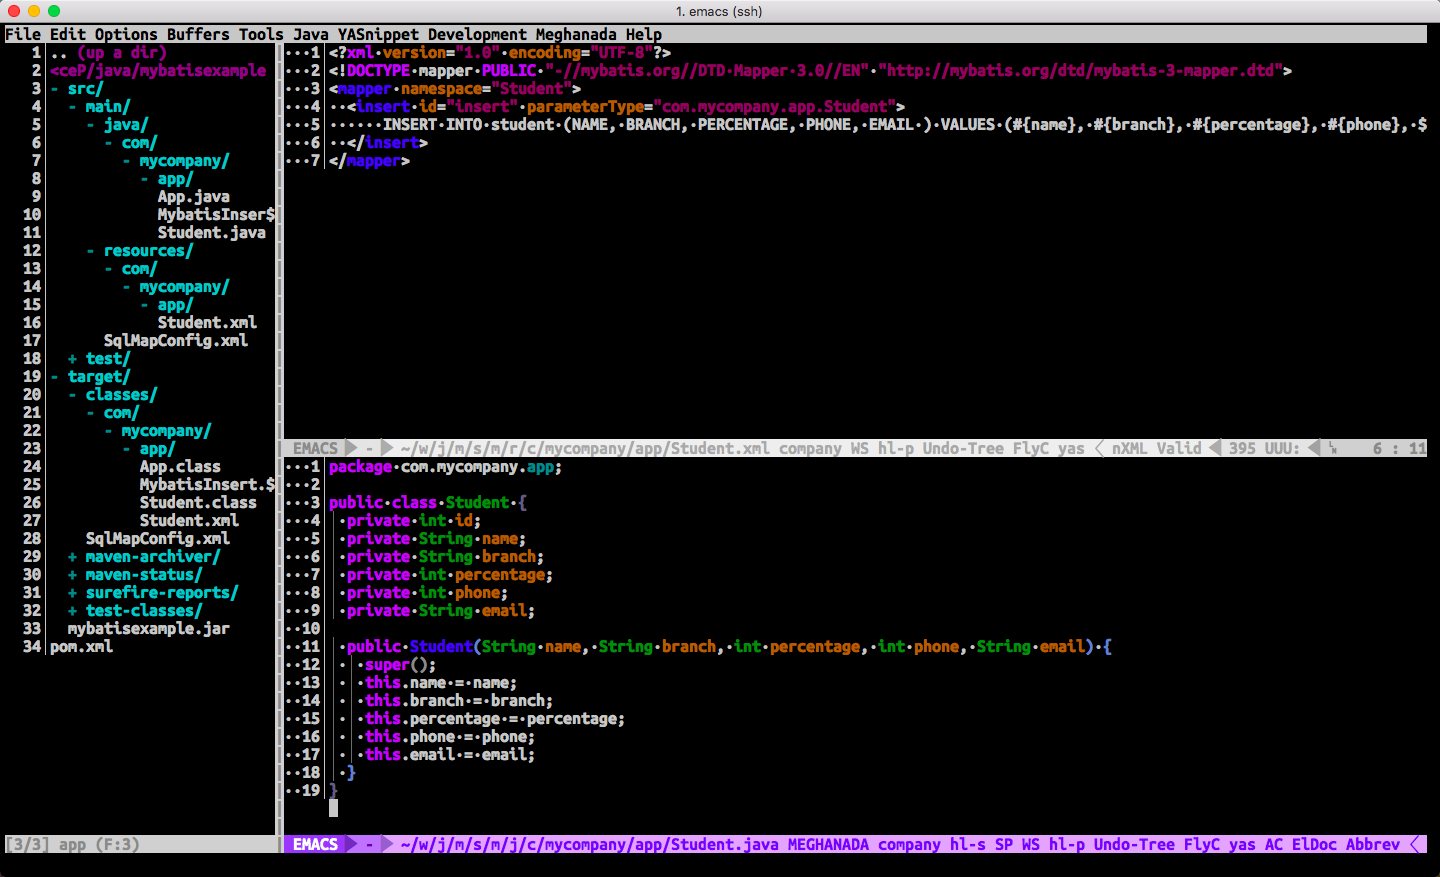 1. emacs (ssh)
File Edit Options Buffers Tools Java YASnippet Development Meghanada Help
1 .. (up a dir)
2 <ceP/java/mybatisexample
3 - src/
4 - main/
5 - java/
6 - com/
7 - mycompany/
8 - app/
9 App.java
10 MybatisInser$
11 Student.java
12 - resources/
13 - com/
14 - mycompany/
15 - app/
16 Student.xml
17 SqlMapConfig.xml
18 + test/
19 - target/
20 - classes/
21 - com/
22 - mycompany/
23 - app/
24 App.class
25 MybatisInsert.$
26 Student.class
27 Student.xml
28 SqlMapConfig.xml
29 + maven-archiver/
30 + maven-status/
31 + surefire-reports/
32 + test-classes/
33 mybatisexample.jar
34 pom.xml
[3/3] app (F:3)
···1 <?xml·version="1.0"·encoding="UTF-8"?>
···2 <!DOCTYPE·mapper·PUBLIC·"-//mybatis.org//DTD·Mapper·3.0//EN"·"http://mybatis.org/dtd/mybatis-3-mapper.dtd">
···3 <mapper·namespace="Student">
···4 ··<insert·id="insert"·parameterType="com.mycompany.app.Student">
···5 ······INSERT·INTO·student·(NAME,·BRANCH,·PERCENTAGE,·PHONE,·EMAIL·)·VALUES·(#{name},·#{branch},·#{percentage},·#{phone},·$
···6 ··</insert>
···7 </mapper>
EMACS - ~/w/j/m/s/m/r/c/mycompany/app/Student.xml company WS hl-p Undo-Tree FlyC yas nXML Valid 395 UUU: 6 : 11
···1 package·com.mycompany.app;
···2
···3 public·class·Student·{
···4 ·private·int·id;
···5 ·private·String·name;
···6 ·private·String·branch;
···7 ·private·int·percentage;
···8 ·private·int·phone;
···9 ·private·String·email;
··10
··11 ·public·Student(String·name,·String·branch,·int·percentage,·int·phone,·String·email)·{
··12 · ·super();
··13 · ·this.name·=·name;
··14 · ·this.branch·=·branch;
··15 · ·this.percentage·=·percentage;
··16 · ·this.phone·=·phone;
··17 · ·this.email·=·email;
··18 ·}
··19 }
EMACS - ~/w/j/m/s/m/j/c/mycompany/app/Student.java MEGHANADA company hl-s SP WS hl-p Undo-Tree FlyC yas AC ElDoc Abbrev